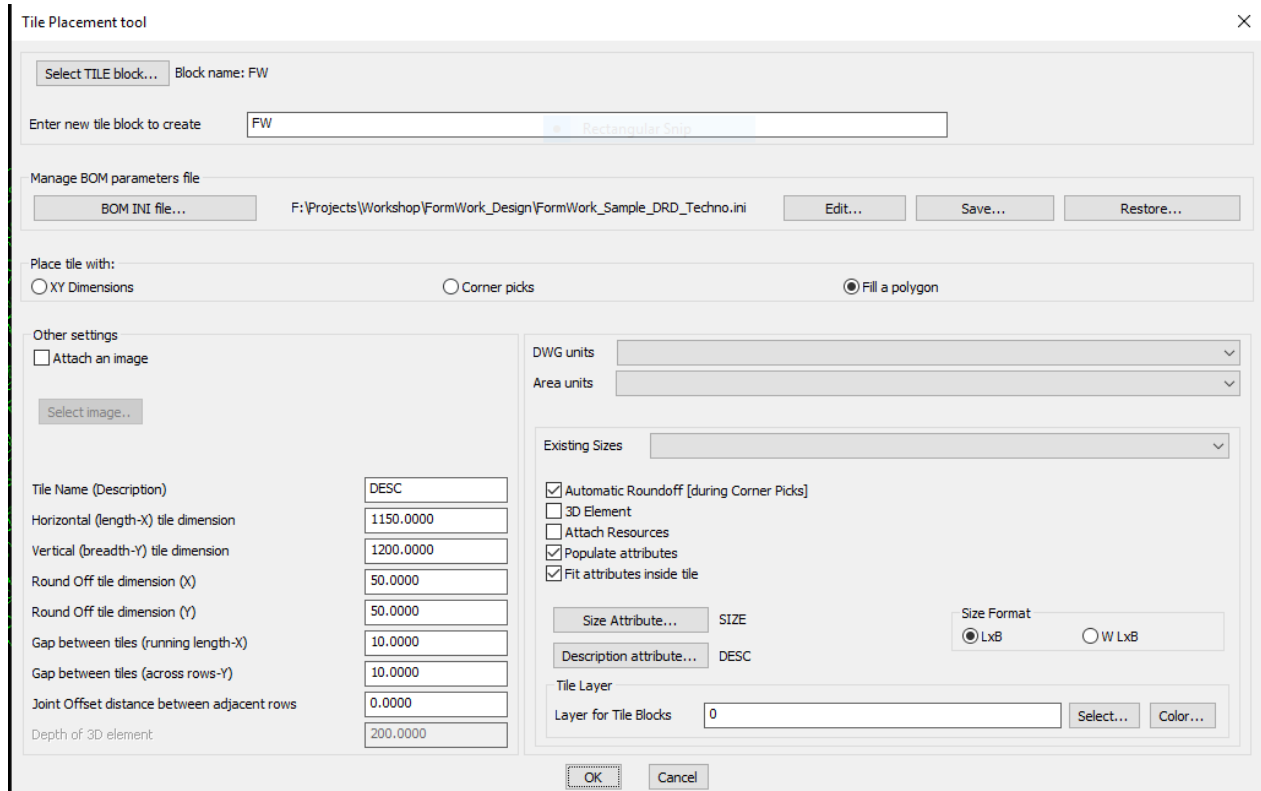 Tile Placement tool
Select TILE block... Block name: FW
Enter new tile block to create FW
Rectangular Snip
Manage BOM parameters file
BOM INI file... F:\Projects\Workshop\FormWork_Design\FormWork_Sample_DRD_Techno.ini Edit... Save... Restore...
Place tile with:
XY Dimensions Corner picks Fill a polygon
Other settings
Attach an image
Select image..
Tile Name (Description) DESC
Horizontal (length-X) tile dimension 1150.0000
Vertical (breadth-Y) tile dimension 1200.0000
Round Off tile dimension (X) 50.0000
Round Off tile dimension (Y) 50.0000
Gap between tiles (running length-X) 10.0000
Gap between tiles (across rows-Y) 10.0000
Joint Offset distance between adjacent rows 0.0000
Depth of 3D element 200.0000
DWG units
Area units
Existing Sizes
Automatic Roundoff [during Corner Picks]
3D Element
Attach Resources
Populate attributes
Fit attributes inside tile
Size Attribute... SIZE
Description attribute... DESC
Size Format
LxB W LxB
Tile Layer
Layer for Tile Blocks 0 Select... Color...
OK Cancel